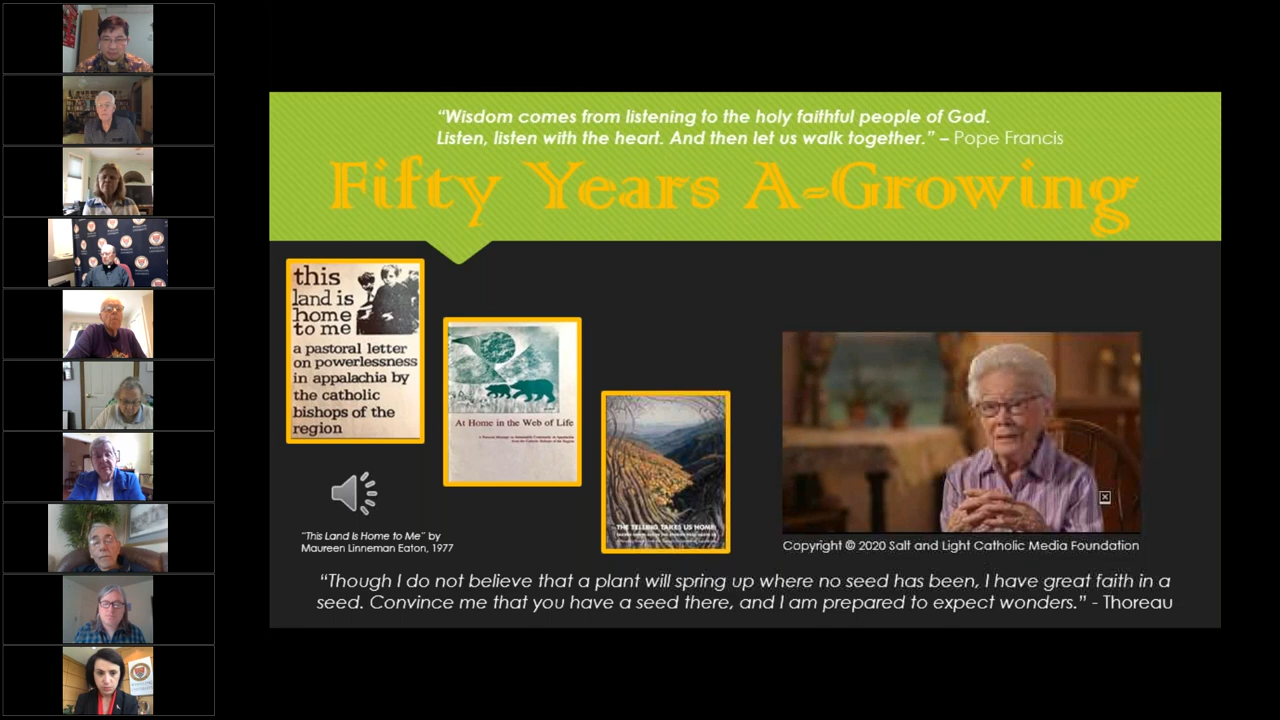 “Wisdom comes from listening to the holy faithful people of God.
Listen, listen with the heart. And then let us walk together.” – Pope Francis
Fifty Years A-Growing
this
land is
home
to me
a pastoral letter
on powerlessness
in appalachia by
the catholic
bishops of the
region
At Home in the Web of Life
THE TELLING TAKES US HOME
“This Land Is Home to Me” by
Maureen Linneman Eaton, 1977
Copyright © 2020 Salt and Light Catholic Media Foundation
“Though I do not believe that a plant will spring up where no seed has been, I have great faith in a
seed. Convince me that you have a seed there, and I am prepared to expect wonders.” - Thoreau